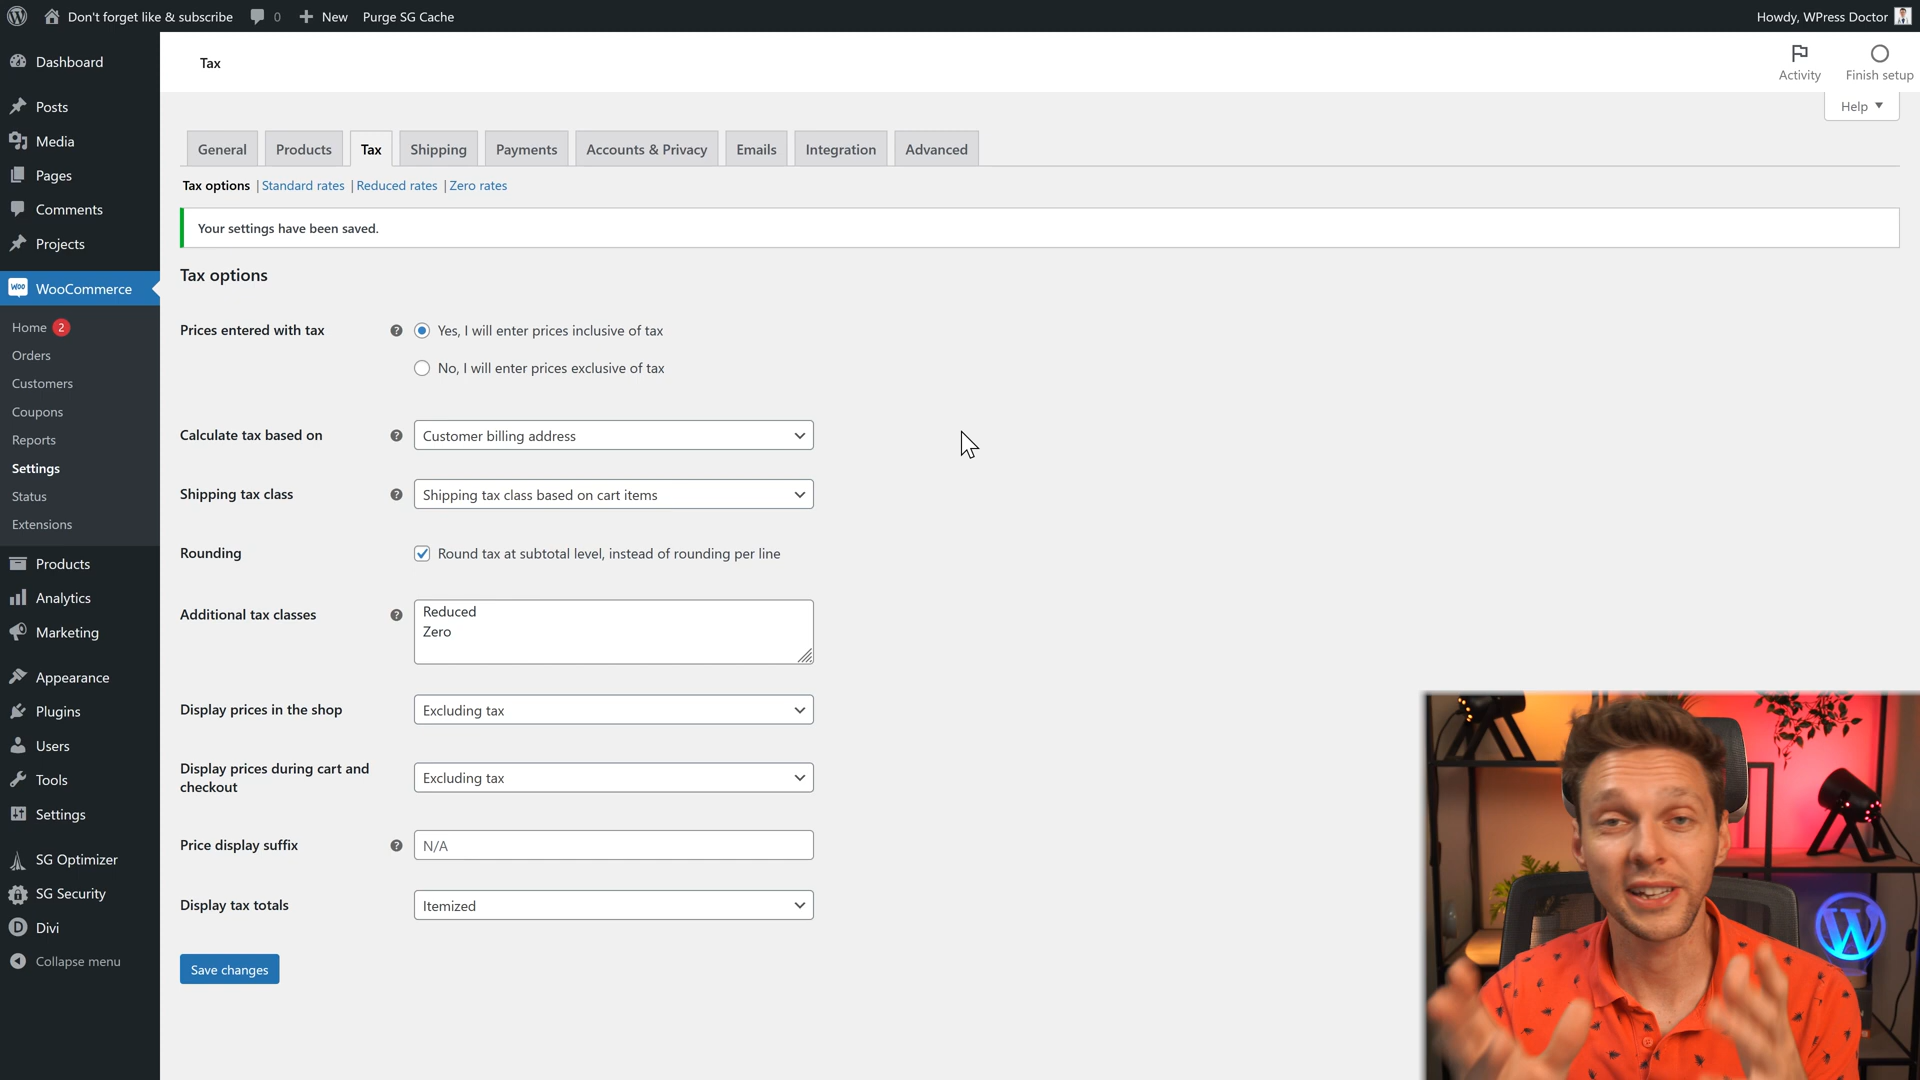 Don't forget like & subscribe
0
New
Purge SG Cache
Howdy, WPress Doctor
Tax
Activity
Finish setup
Help
Dashboard
Posts
Media
Pages
Comments
Projects
WooCommerce
Home 2
Orders
Customers
Coupons
Reports
Settings
Status
Extensions
Products
Analytics
Marketing
Appearance
Plugins
Users
Tools
Settings
SG Optimizer
SG Security
Divi
Collapse menu
General
Products
Tax
Shipping
Payments
Accounts & Privacy
Emails
Integration
Advanced
Tax options | Standard rates | Reduced rates | Zero rates
Your settings have been saved.
Tax options
Prices entered with tax
Yes, I will enter prices inclusive of tax
No, I will enter prices exclusive of tax
Calculate tax based on
Customer billing address
Shipping tax class
Shipping tax class based on cart items
Rounding
Round tax at subtotal level, instead of rounding per line
Additional tax classes
Reduced
Zero
Display prices in the shop
Excluding tax
Display prices during cart and
checkout
Excluding tax
Price display suffix
N/A
Display tax totals
Itemized
Save changes